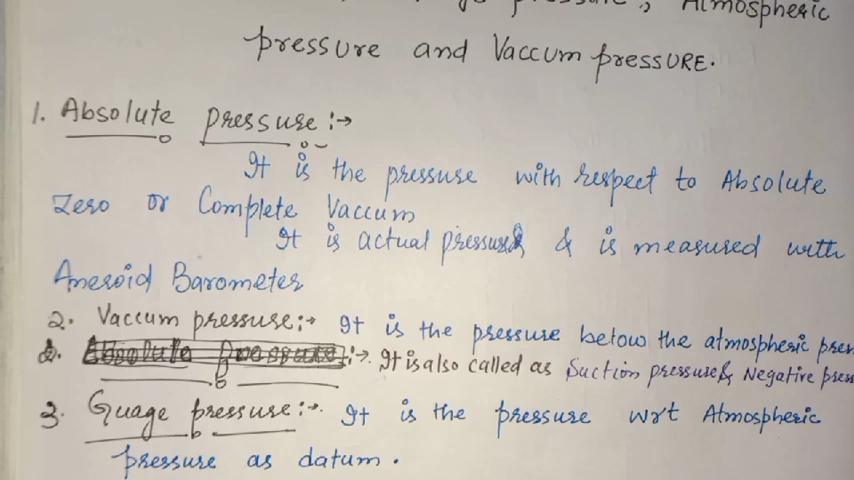 pressure, Atmospheric
pressure and Vaccum pressure.
1. Absolute pressure:→
It is the pressure with respect to Absolute
Zero or Complete Vaccum
It is actual pressure & is measured with
Aneroid Barometer
2. Vaccum pressure:→ It is the pressure below the atmospheric
:→ It is also called as Suction pressure & Negative
3. Guage pressure:→ It is the pressure wrt Atmospheric
pressure as datum.